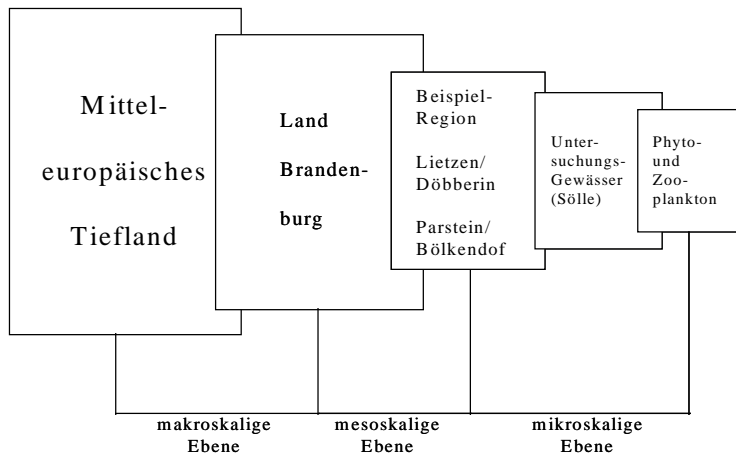 Mittel-
europäisches
Tiefland
Land
Branden-
burg
Beispiel-
Region
Lietzen/
Döbberin
Parstein/
Bölkendof
Unter-
suchungs-
Gewässer
(Sölle)
Phyto-
und
Zoo-
plankton
makroskalige
Ebene
mesoskalige
Ebene
mikroskalige
Ebene